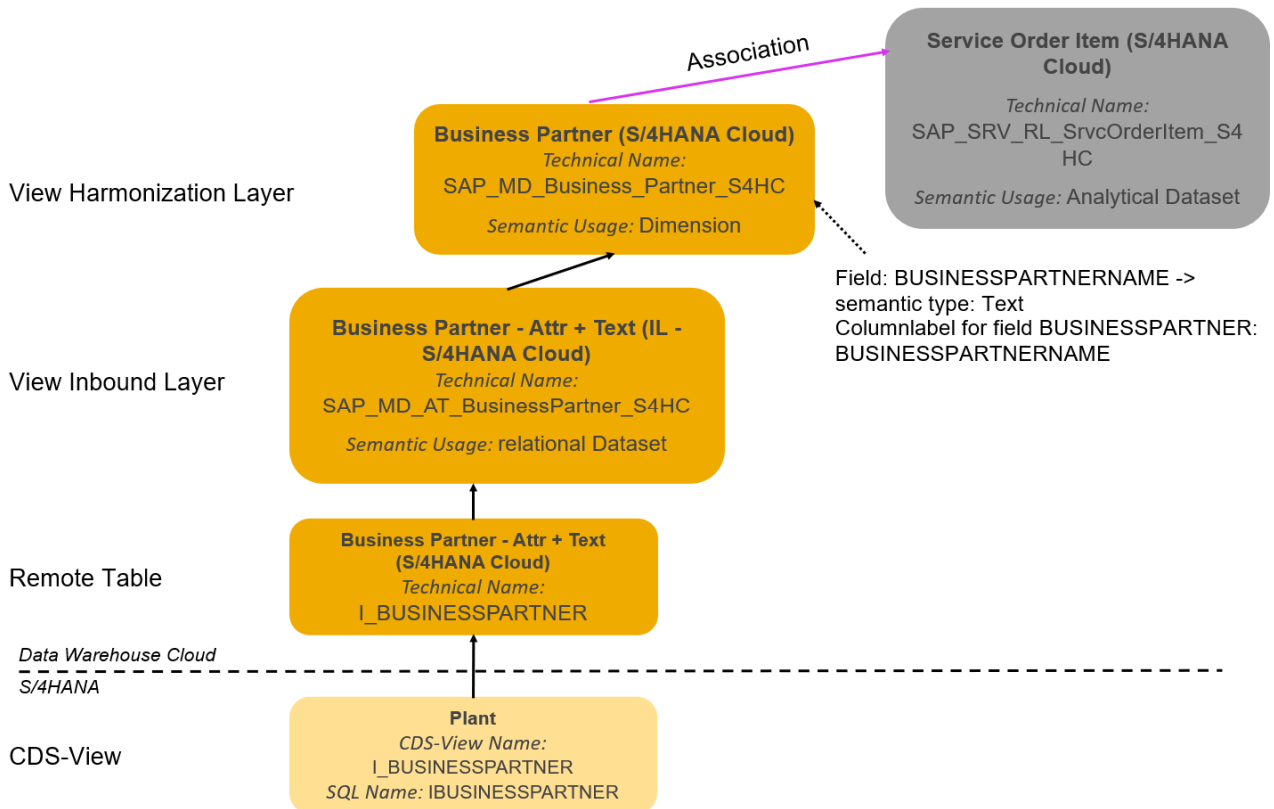 Association
Service Order Item (S/4HANA
Cloud)
Technical Name:
SAP_SRV_RL_SrvcOrderItem_S4
HC
Semantic Usage: Analytical Dataset
View Harmonization Layer
Business Partner (S/4HANA Cloud)
Technical Name:
SAP_MD_Business_Partner_S4HC
Semantic Usage: Dimension
Field: BUSINESSPARTNERNAME ->
semantic type: Text
Columnlabel for field BUSINESSPARTNER:
BUSINESSPARTNERNAME
View Inbound Layer
Business Partner - Attr + Text (IL -
S/4HANA Cloud)
Technical Name:
SAP_MD_AT_BusinessPartner_S4HC
Semantic Usage: relational Dataset
Remote Table
Business Partner - Attr + Text
(S/4HANA Cloud)
Technical Name:
I_BUSINESSPARTNER
Data Warehouse Cloud
S/4HANA
CDS-View
Plant
CDS-View Name:
I_BUSINESSPARTNER
SQL Name: IBUSINESSPARTNER